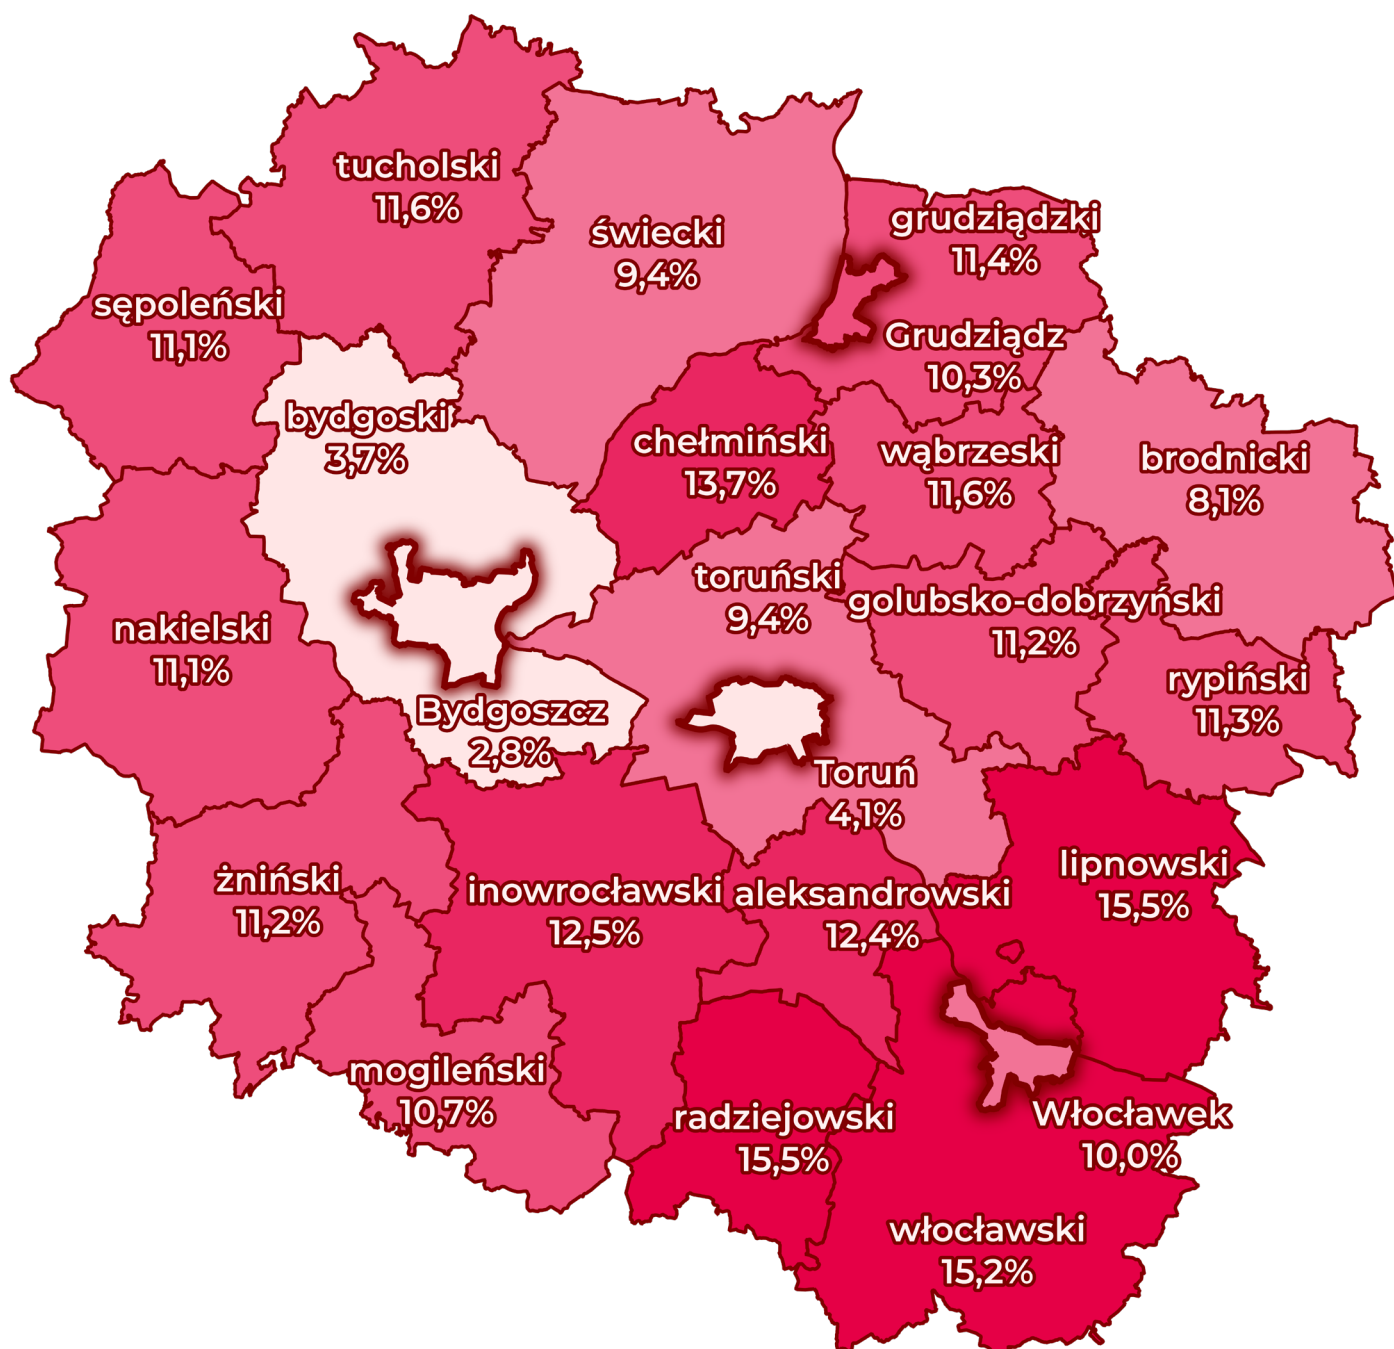 tucholski
11,6%
świecki
9,4%
grudziądzki
11,4%
sępoleński
11,1%
Grudziądz
10,3%
bydgoski
3,7%
chełmiński
13,7%
wąbrzeski
11,6%
brodnicki
8,1%
toruński
9,4%
golubsko-dobrzyński
11,2%
nakielski
11,1%
rypiński
11,3%
Bydgoszcz
2,8%
Toruń
4,1%
lipnowski
15,5%
żniński
11,2%
inowrocławski
12,5%
aleksandrowski
12,4%
mogileński
10,7%
radziejowski
15,5%
Włocławek
10,0%
włocławski
15,2%